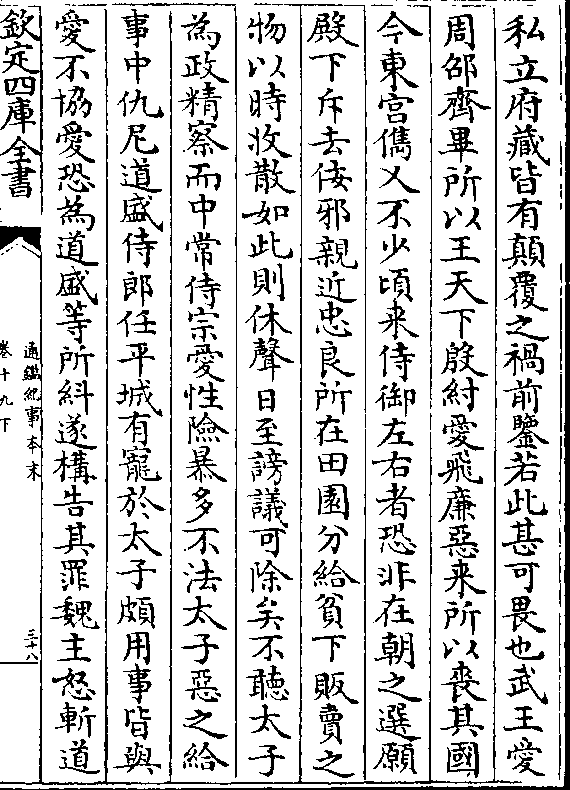 私立府藏皆有顛覆之禍前鑒若此甚可畏也武王愛
周邵齊畢所以王天下殷紂愛飛廉惡来所以喪其國
今東宫儁乂不少頃来侍御左右者恐非在朝之選願
殿下斥去佞邪親近忠良所在田園分給貧下販賣之
物以時收散如此則休聲日至謗議可除矣不聽太子
為政精察而中常侍宗愛性險暴多不法太子惡之給
事中仇尼道盛侍郎任平城有寵於太子頗用事皆與
愛不協愛恐為道盛等所糾遂構告其罪魏主怒斬道
欽定四庫全書
通鑑紀事本末
卷十九下
三十八